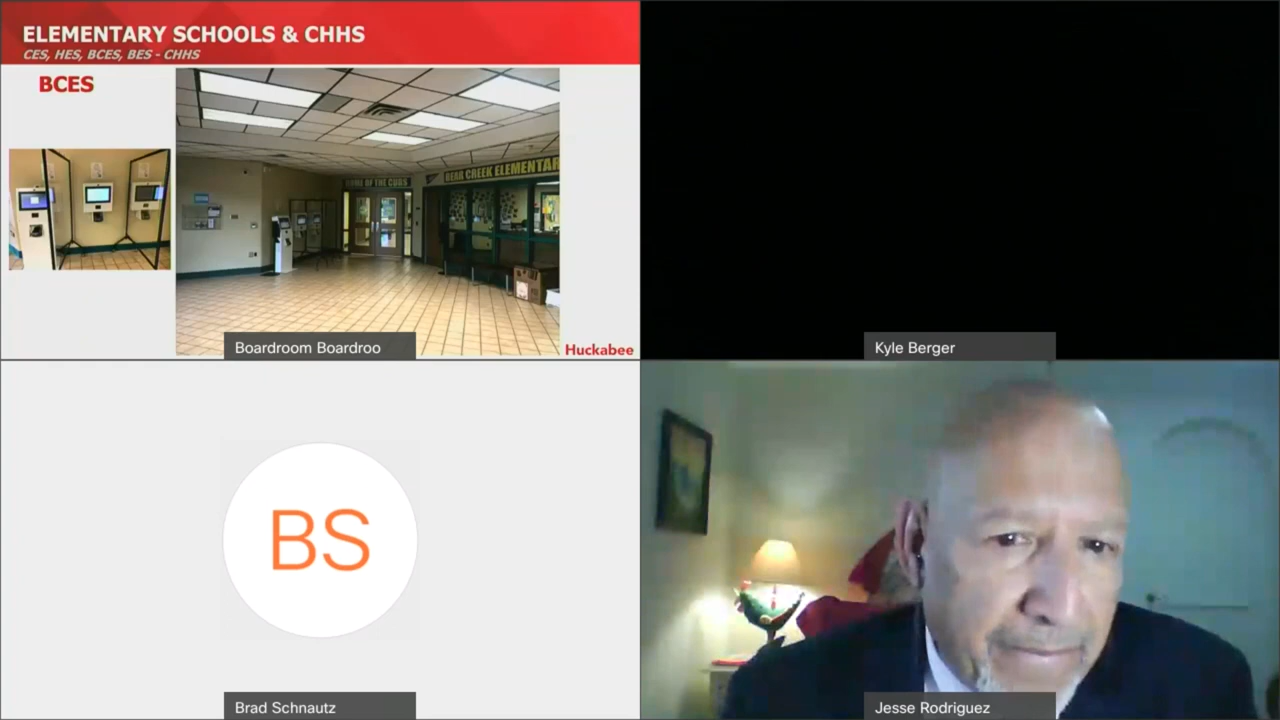 ELEMENTARY SCHOOLS & CHHS
CES, HES, BCES, BES - CHHS
BCES
HOME OF THE CUBS
BEAR CREEK ELEMENTAR
Huckabee
Boardroom Boardroo
Kyle Berger
BS
Brad Schnautz
Jesse Rodriguez